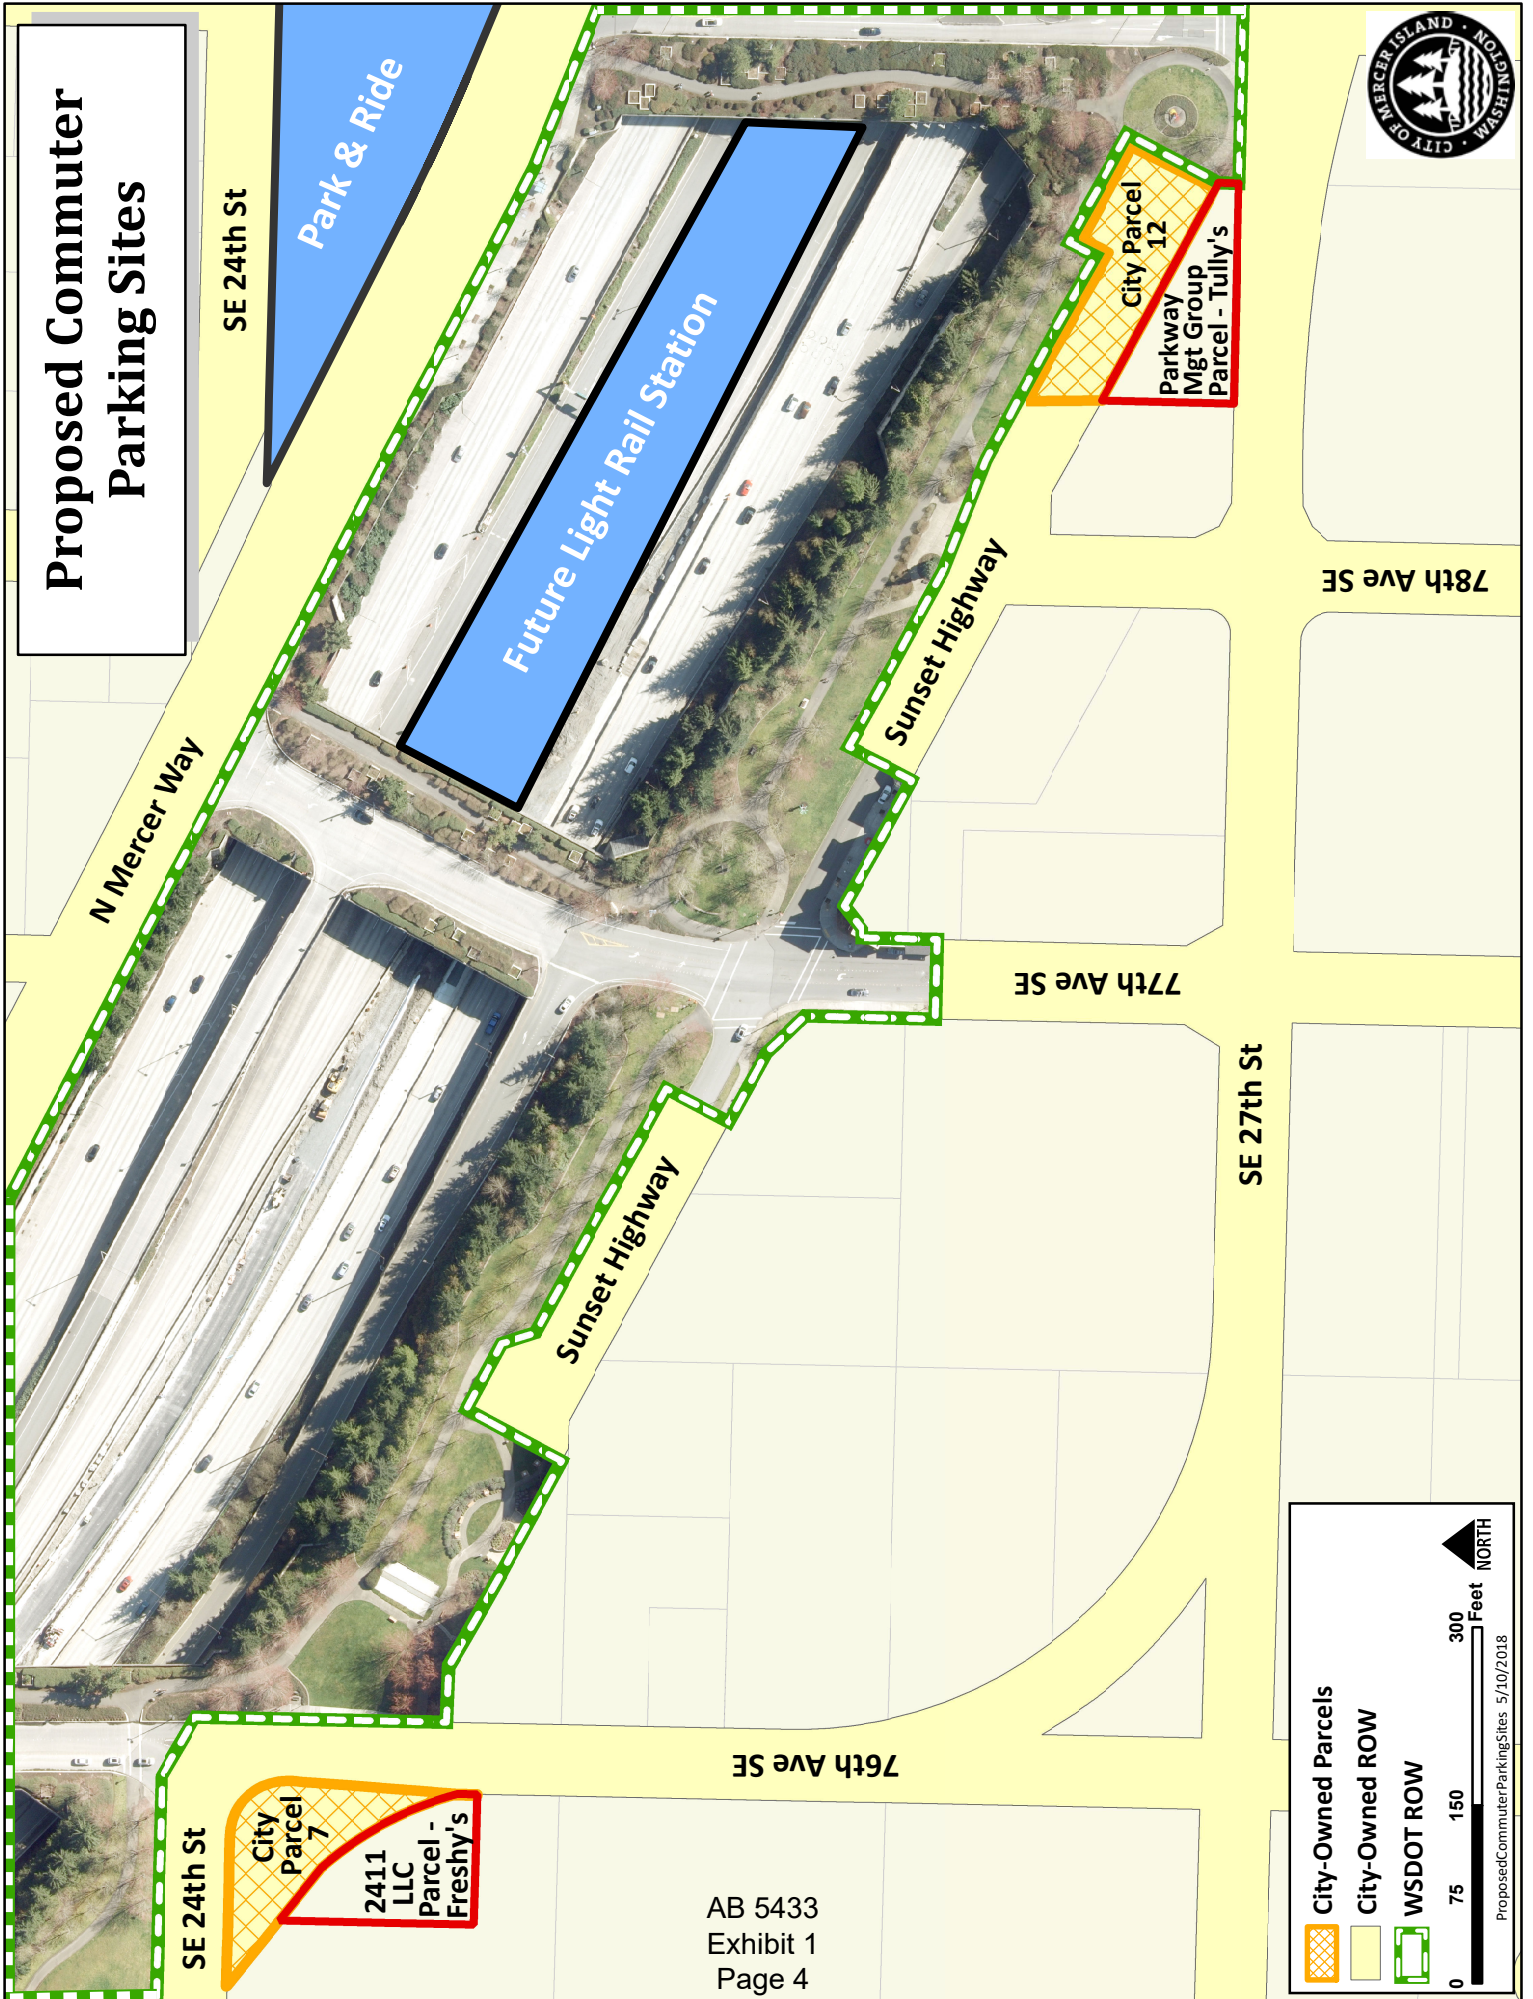 Proposed Commuter
Parking Sites
SE 24th St
Park & Ride
N Mercer Way
Future Light Rail Station
Sunset Highway
Sunset Highway
City Parcel
12
Parkway
Mgt Group
Parcel - Tully's
78th Ave SE
77th Ave SE
SE 27th St
76th Ave SE
SE 24th St
City
Parcel
7
2411
LLC
Parcel -
Freshy's
CITY OF MERCER ISLAND · WASHINGTON ·
City-Owned Parcels
City-Owned ROW
WSDOT ROW
0 75 150 300
Feet
NORTH
ProposedCommuterParkingSites 5/10/2018
AB 5433
Exhibit 1
Page 4